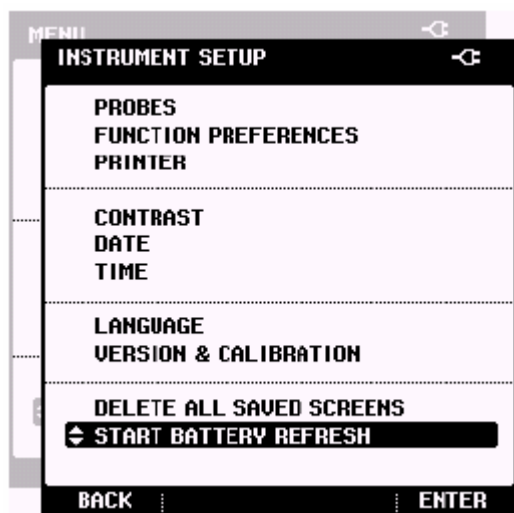 MENU
INSTRUMENT SETUP
PROBES
FUNCTION PREFERENCES
PRINTER
CONTRAST
DATE
TIME
LANGUAGE
VERSION & CALIBRATION
DELETE ALL SAVED SCREENS
START BATTERY REFRESH
BACK ENTER